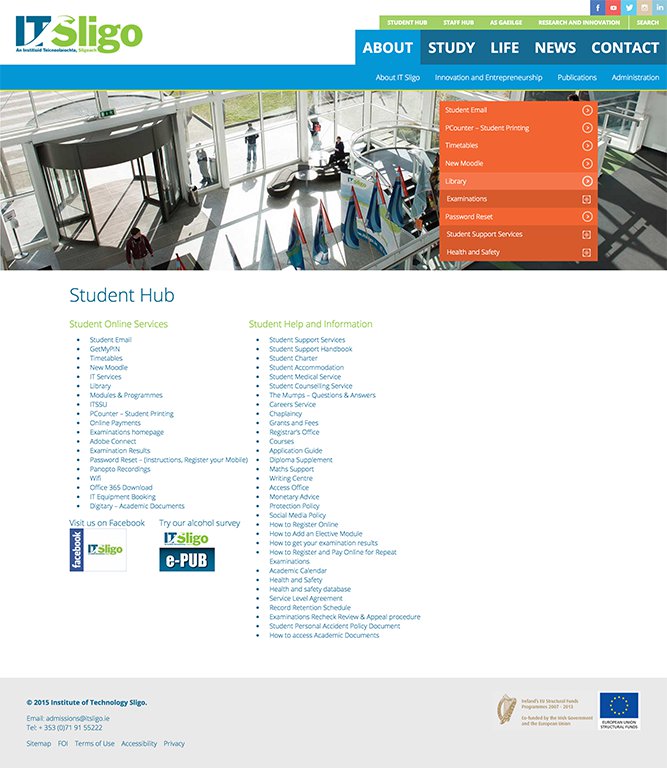 IT Sligo
An Institiúid Teicneolaíochta, Sligeach
STUDENT HUB STAFF HUB AS GAEILGE RESEARCH AND INNOVATION SEARCH
ABOUT STUDY LIFE NEWS CONTACT
About IT Sligo Innovation and Entrepreneurship Publications Administration
Student Email
PCounter – Student Printing
Timetables
New Moodle
Library
Examinations
Password Reset
Student Support Services
Health and Safety
IT Sligo
Student Hub
Student Online Services
Student Email
GetMyPIN
Timetables
New Moodle
IT Services
Library
Modules & Programmes
ITSSU
PCounter – Student Printing
Online Payments
Examinations homepage
Adobe Connect
Examination Results
Password Reset – (Instructions, Register your Mobile)
Panopto Recordings
Wifi
Office 365 Download
IT Equipment Booking
Digitary – Academic Documents
Visit us on Facebook
facebook
IT Sligo
Try our alcohol survey
IT Sligo
e-PUB
Student Help and Information
Student Support Services
Student Support Handbook
Student Charter
Student Accommodation
Student Medical Service
Student Counselling Service
The Mumps – Questions & Answers
Careers Service
Chaplaincy
Grants and Fees
Registrar's Office
Courses
Application Guide
Diploma Supplement
Maths Support
Writing Centre
Access Office
Monetary Advice
Protection Policy
Social Media Policy
How to Register Online
How to Add an Elective Module
How to get your examination results
How to Register and Pay Online for Repeat
Examinations.
Academic Calendar
Health and Safety
Health and safety database
Service Level Agreement
Record Retention Schedule
Examinations Recheck Review & Appeal procedure
Student Personal Accident Policy Document
How to access Academic Documents
© 2015 Institute of Technology Sligo.
Email: admissions@itsligo.ie
Tel: + 353 (0)71 91 55222
Sitemap FOI Terms of Use Accessibility Privacy
Ireland's EU Structural Funds
Programmes 2007 - 2013
Co-funded by the Irish Government
and the European Union
EUROPEAN UNION
STRUCTURAL FUNDS